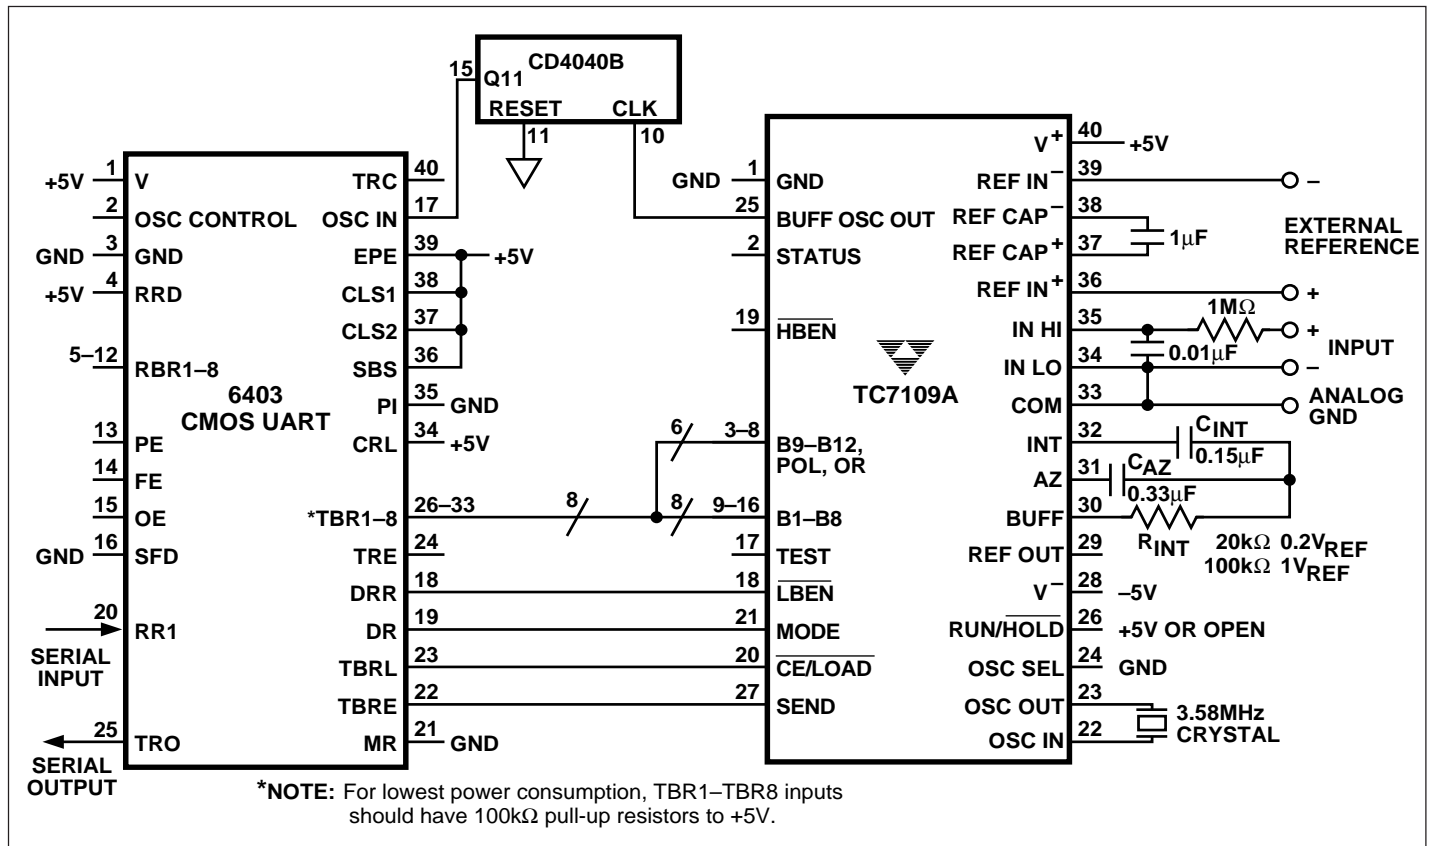 CD4040B
15 Q11
RESET CLK
11 10
6403
CMOS UART
1 V +5V
2 OSC CONTROL
3 GND GND
4 RRD +5V
5–12 RBR1–8
13 PE
14 FE
15 OE
16 SFD GND
20 RR1
SERIAL
INPUT
25 TRO
SERIAL
OUTPUT
TRC 40
OSC IN 17
EPE 39 +5V
CLS1 38
CLS2 37
SBS 36
PI 35 GND
CRL 34 +5V
*TBR1–8 26–33
8
6
8
TRE 24
DRR 18
DR 19
TBRL 23
TBRE 22
MR 21 GND
TC7109A
GND 1 GND
25 BUFF OSC OUT
2 STATUS
19 HBEN
3–8 B9–B12,
POL, OR
9–16 B1–B8
17 TEST
18 LBEN
21 MODE
20 CE/LOAD
27 SEND
V+ 40 +5V
REF IN– 39 –
REF CAP– 38
1µF
REF CAP+ 37
EXTERNAL
REFERENCE
REF IN+ 36 +
IN HI 35 1MΩ +
0.01µF INPUT
IN LO 34 –
COM 33 ANALOG
GND
INT 32 CINT
0.15µF
AZ 31 CAZ
0.33µF
BUFF 30
RINT 20kΩ 0.2VREF
100kΩ 1VREF
REF OUT 29
V– 28 –5V
RUN/HOLD 26 +5V OR OPEN
OSC SEL 24 GND
OSC OUT 23
3.58MHz
CRYSTAL
OSC IN 22
*NOTE: For lowest power consumption, TBR1–TBR8 inputs
should have 100kΩ pull-up resistors to +5V.